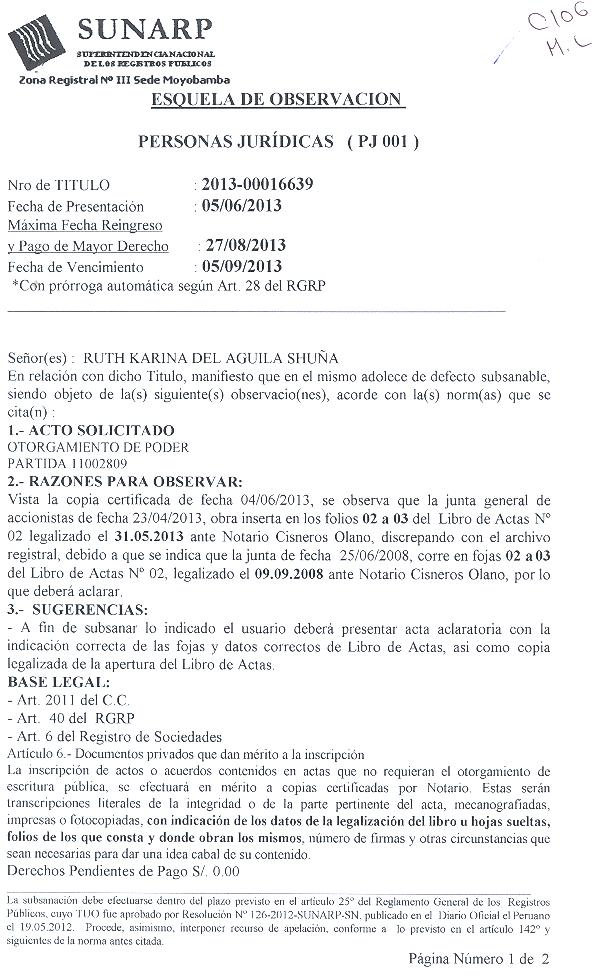 C106
M. C
SUNARP
SUPERINTENDENCIA NACIONAL
DE LOS REGISTROS PUBLICOS
Zona Registral Nº III Sede Moyobamba
ESQUELA DE OBSERVACION
PERSONAS JURÍDICAS ( PJ 001 )
Nro de TITULO : 2013-00016639
Fecha de Presentación : 05/06/2013
Máxima Fecha Reingreso
y Pago de Mayor Derecho : 27/08/2013
Fecha de Vencimiento : 05/09/2013
*Con prórroga automática según Art. 28 del RGRP
Señor(es) : RUTH KARINA DEL AGUILA SHUÑA
En relación con dicho Titulo, manifiesto que en el mismo adolece de defecto subsanable,
siendo objeto de la(s) siguiente(s) observacio(nes), acorde con la(s) norm(as) que se
cita(n) :
1.- ACTO SOLICITADO
OTORGAMIENTO DE PODER
PARTIDA 11002809
2.- RAZONES PARA OBSERVAR:
Vista la copia certificada de fecha 04/06/2013, se observa que la junta general de
accionistas de fecha 23/04/2013, obra inserta en los folios 02 a 03 del Libro de Actas Nº
02 legalizado el 31.05.2013 ante Notario Cisneros Olano, discrepando con el archivo
registral, debido a que se indica que la junta de fecha 25/06/2008, corre en fojas 02 a 03
del Libro de Actas Nº 02, legalizado el 09.09.2008 ante Notario Cisneros Olano, por lo
que deberá aclarar.
3.- SUGERENCIAS:
- A fin de subsanar lo indicado el usuario deberá presentar acta aclaratoria con la
indicación correcta de las fojas y datos correctos de Libro de Actas, asi como copia
legalizada de la apertura del Libro de Actas.
BASE LEGAL:
- Art. 2011 del C.C.
- Art. 40 del RGRP
- Art. 6 del Registro de Sociedades
Artículo 6.- Documentos privados que dan mérito a la inscripción
La inscripción de actos o acuerdos contenidos en actas que no requieran el otorgamiento de
escritura pública, se efectuará en mérito a copias certificadas por Notario. Estas serán
transcripciones literales de la integridad o de la parte pertinente del acta, mecanografiadas,
impresas o fotocopiadas, con indicación de los datos de la legalización del libro u hojas sueltas,
folios de los que consta y donde obran los mismos, número de firmas y otras circunstancias que
sean necesarias para dar una idea cabal de su contenido.
Derechos Pendientes de Pago S/. 0.00
La subsanación debe efectuarse dentro del plazo previsto en el artículo 25º del Reglamento General de los Registros
Públicos, cuyo TUO fue aprobado por Resolución Nº 126-2012-SUNARP-SN, publicado en el Diario Oficial el Peruano
el 19.05.2012. Procede, asimismo, interponer recurso de apelación, conforme a lo previsto en el artículo 142º y
siguientes de la norma antes citada.
Página Número 1 de 2